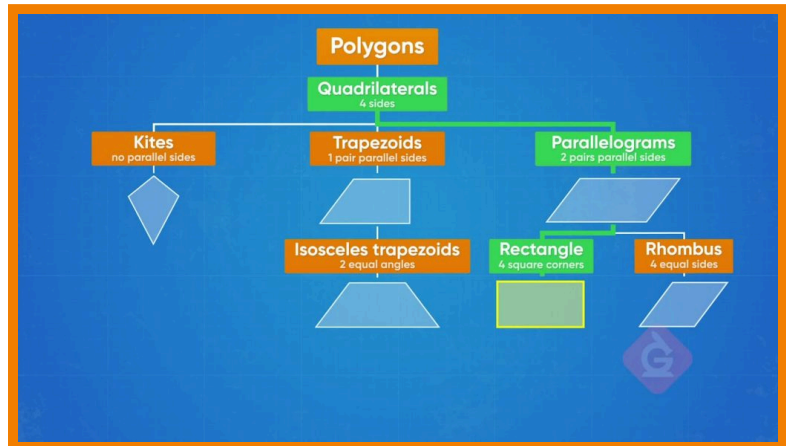 Polygons
Quadrilaterals
4 sides
Kites
no parallel sides
Trapezoids
1 pair parallel sides
Parallelograms
2 pairs parallel sides
Isosceles trapezoids
2 equal angles
Rectangle
4 square corners
Rhombus
4 equal sides
G